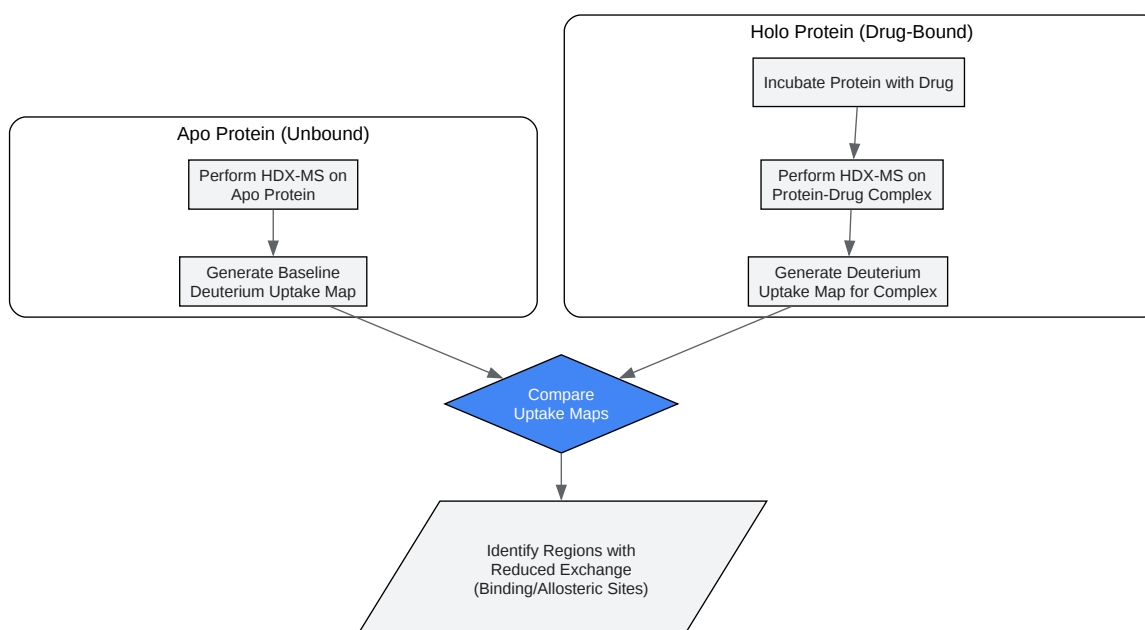 Apo Protein (Unbound)
Perform HDX-MS on
Apo Protein
Generate Baseline
Deuterium Uptake Map
Holo Protein (Drug-Bound)
Incubate Protein with Drug
Perform HDX-MS on
Protein-Drug Complex
Generate Deuterium
Uptake Map for Complex
Compare
Uptake Maps
Identify Regions with
Reduced Exchange
(Binding/Allosteric Sites)